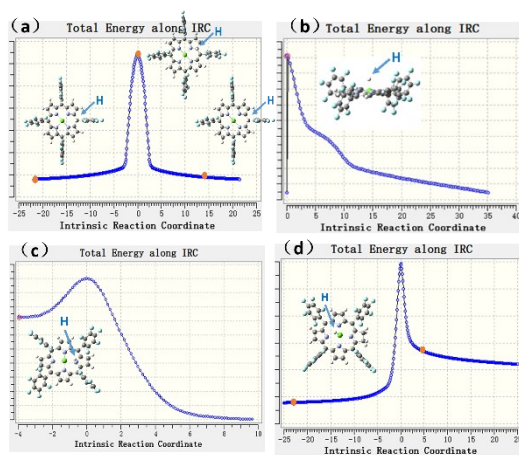 (a)
Total Energy along IRC
H
H
H
-25 -20 -15 -10 -5 0 5 10 15 20 25
Intrinsic Reaction Coordinate
(b)
Total Energy along IRC
H
0 5 10 15 20 25 30 35 40
Intrinsic Reaction Coordinate
(c)
Total Energy along IRC
H
-4 -2 0 2 4 6 8 10
Intrinsic Reaction Coordinate
(d)
Total Energy along IRC
H
-25 -20 -15 -10 -5 0 5 10 15 20 25
Intrinsic Reaction Coordinate